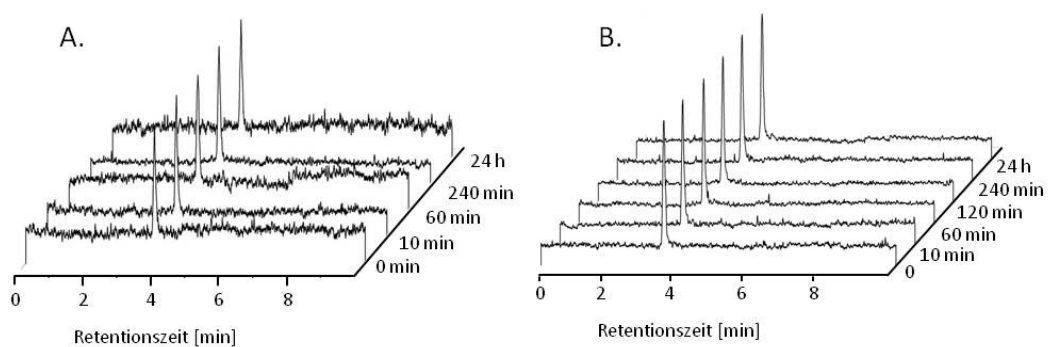 A.
24 h
240 min
60 min
10 min
0 min
0 2 4 6 8
Retentionszeit [min]
B.
24 h
240 min
120 min
60 min
10 min
0
0 2 4 6 8
Retentionszeit [min]